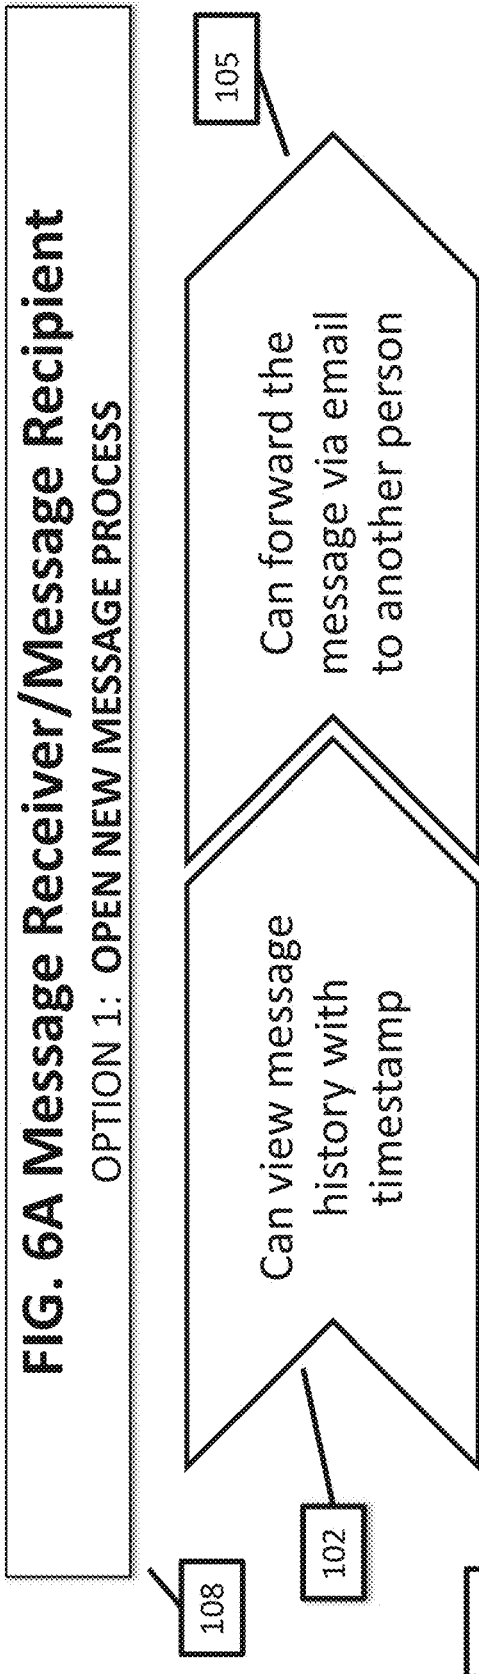 FIG. 6A Message Receiver/Message Recipient
OPTION 1: OPEN NEW MESSAGE PROCESS
108
102
Can view message
history with
timestamp
105
Can forward the
message via email
to another person